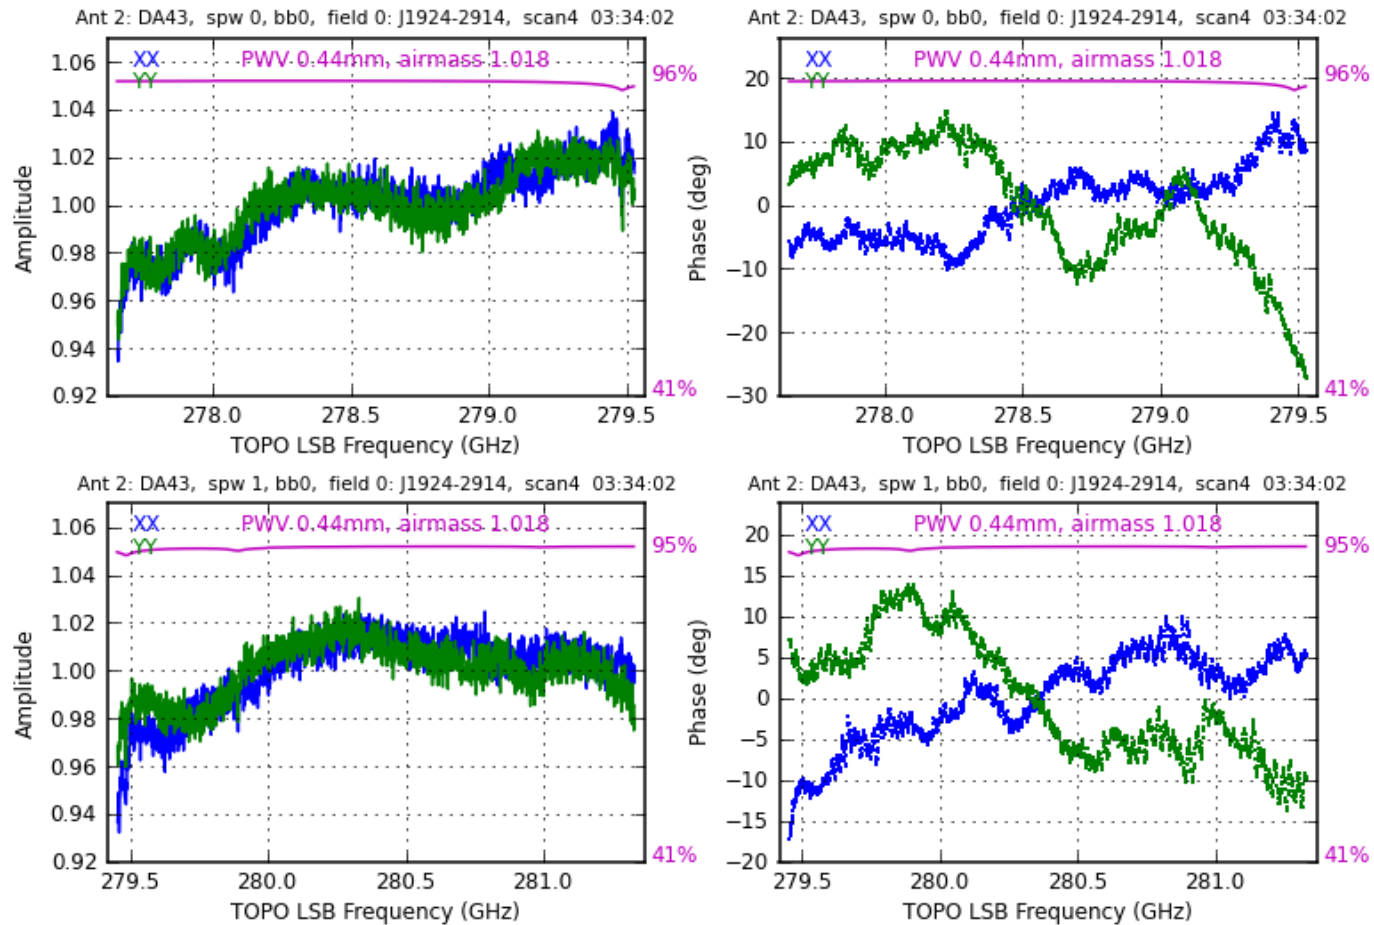 Ant 2: DA43, spw 0, bb0, field 0: J1924-2914, scan4 03:34:02
XX
YY
PWV 0.44mm, airmass 1.018
96%
41%
1.06
1.04
1.02
1.00
0.98
0.96
0.94
0.92
Amplitude
278.0 278.5 279.0 279.5
TOPO LSB Frequency (GHz)
Ant 2: DA43, spw 0, bb0, field 0: J1924-2914, scan4 03:34:02
XX
YY
PWV 0.44mm, airmass 1.018
96%
41%
20
10
0
−10
−20
−30
Phase (deg)
278.0 278.5 279.0 279.5
TOPO LSB Frequency (GHz)
Ant 2: DA43, spw 1, bb0, field 0: J1924-2914, scan4 03:34:02
XX
YY
PWV 0.44mm, airmass 1.018
95%
41%
1.06
1.04
1.02
1.00
0.98
0.96
0.94
0.92
Amplitude
279.5 280.0 280.5 281.0
TOPO LSB Frequency (GHz)
Ant 2: DA43, spw 1, bb0, field 0: J1924-2914, scan4 03:34:02
XX
YY
PWV 0.44mm, airmass 1.018
95%
41%
20
15
10
5
0
−5
−10
−15
−20
Phase (deg)
279.5 280.0 280.5 281.0
TOPO LSB Frequency (GHz)